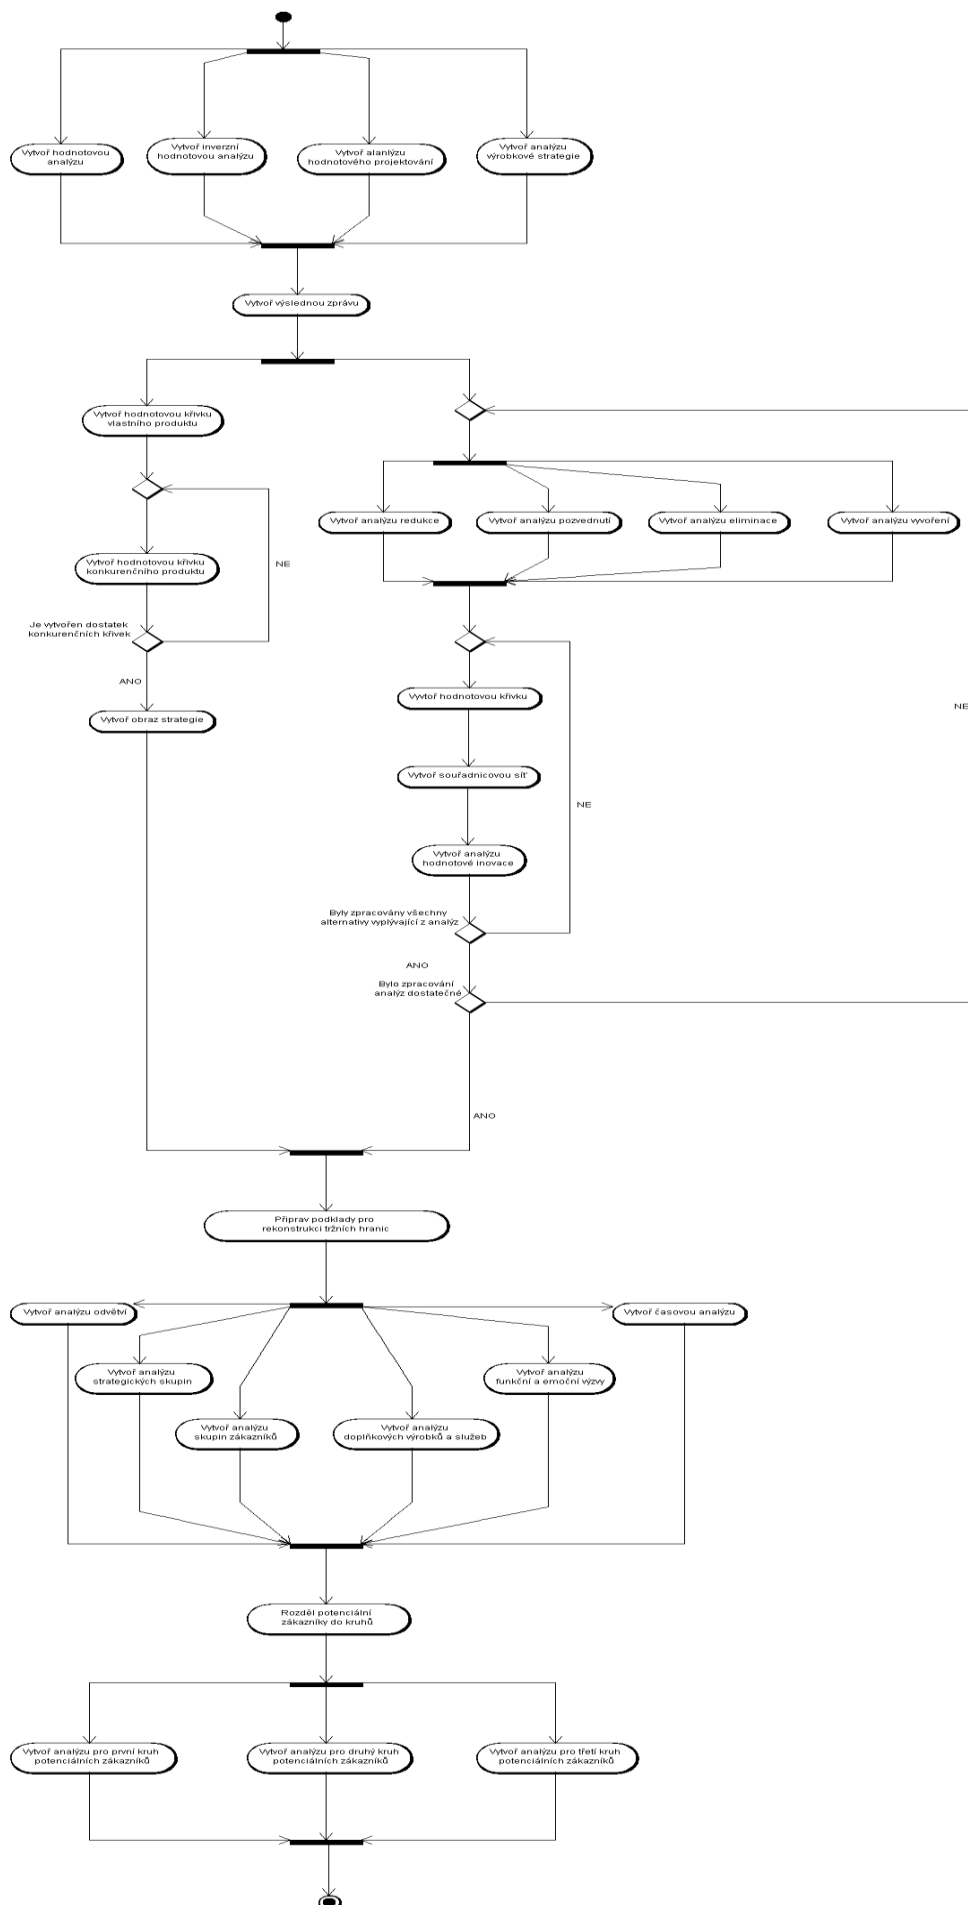 Vytvoř hodnotovou
analýzu
Vytvoř inverzní
hodnotovou analýzu
Vytvoř alanlýzu
hodnotového projektování
Vytvoř analýzu
výrobkové strategie
Vytvoř výslednou zprávu
Vytvoř hodnotovou křivku
vlastního produktu
Vytvoř analýzu redukce
Vytvoř analýzu pozvednutí
Vytvoř analýzu eliminace
Vytvoř analýzu vyvoření
Vytvoř hodnotovou křivku
konkurenčního produktu
NE
Je vytvořen dostatek
konkurenčních křivek
ANO
Vytvoř obraz strategie
Vyvtoř hodnotovou křivku
NE
Vytvoř souřadnicovou síť
NE
Vytvoř analýzu
hodnotové inovace
Byly zpracovány všechny
alternativy vyplývající z analýz
ANO
Bylo zpracování
analýz dostatečné
ANO
Připrav podklady pro
rekonstrukci tržních hranic
Vytvoř analýzu odvětví
Vytvoř časovou analýzu
Vytvoř analýzu
strategických skupin
Vytvoř analýzu
funkční a emoční výzvy
Vytvoř analýzu
skupin zákazníků
Vytvoř analýzu
doplňkových výrobků a služeb
Rozděl potenciální
zákazníky do kruhů
Vytvoř analýzu pro první kruh
potenciálních zákazníků
Vytvoř analýzu pro druhý kruh
potenciálních zákazníků
Vytvoř analýzu pro třetí kruh
potenciálních zákazníků